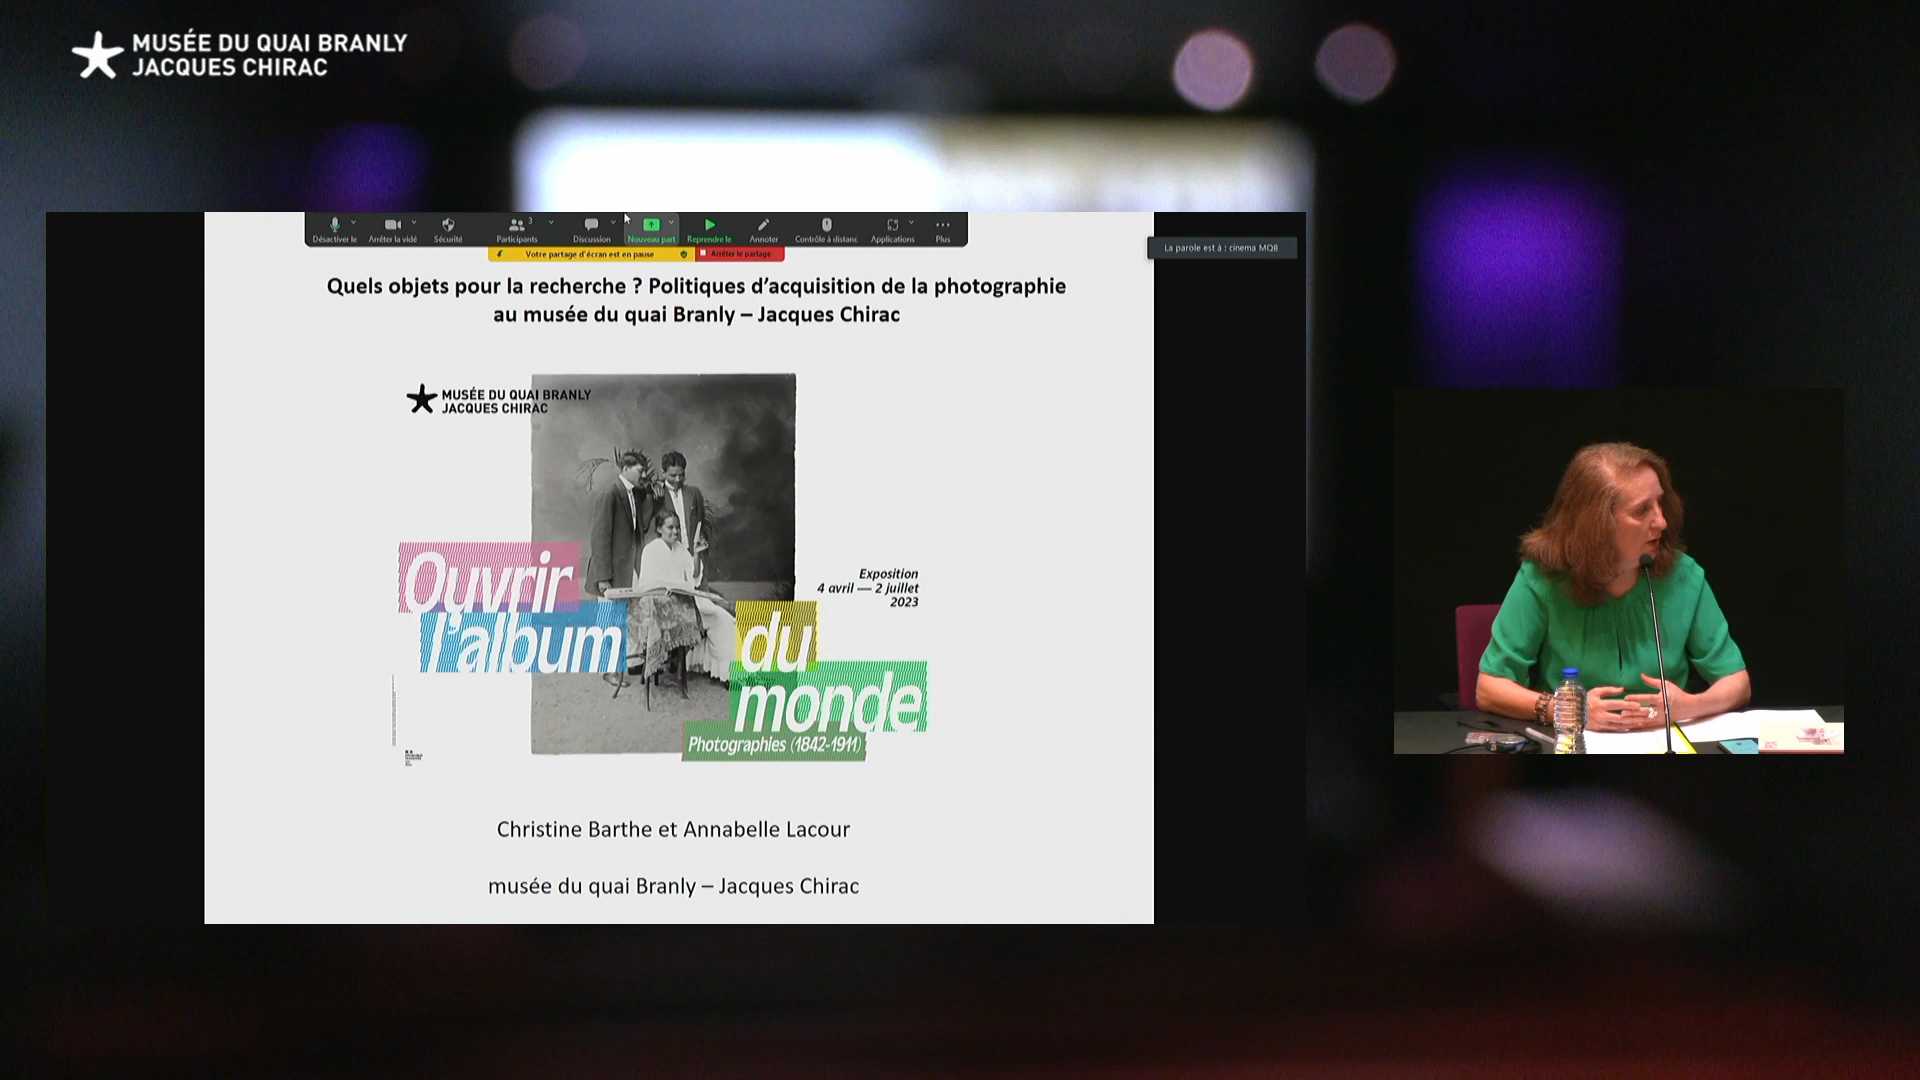 MUSÉE DU QUAI BRANLY
JACQUES CHIRAC
Désactiver le
Arrêter la vidé
Sécurité
Participants
3
Discussion
Nouveau part
Reprendre le
Annoter
Contrôle à distanc
Applications
Plus
Votre partage d'écran est en pause
Arrêter le partage
La parole est à : cinema MQB
Quels objets pour la recherche ? Politiques d'acquisition de la photographie
au musée du quai Branly – Jacques Chirac
MUSÉE DU QUAI BRANLY
JACQUES CHIRAC
Ouvrir
l'album
du
monde
Photographies (1842-1911)
Exposition
4 avril — 2 juillet
2023
Christine Barthe et Annabelle Lacour
musée du quai Branly – Jacques Chirac